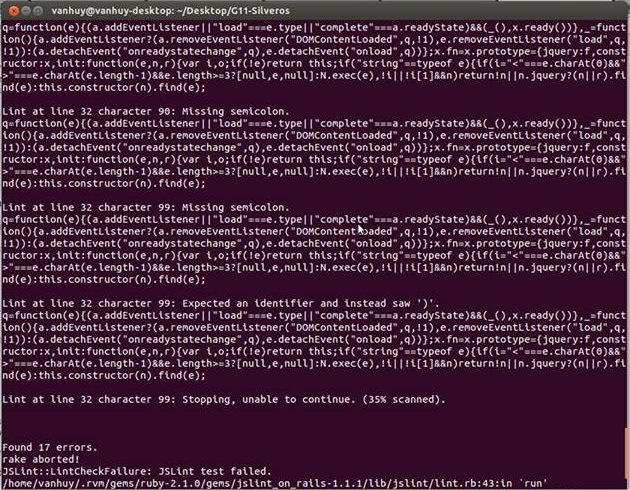 vanhuy@vanhuy-desktop: ~/Desktop/G11-Sliveros
q=function(e){(a.addEventListener||"load"===e.type||"complete"===a.readyState)&&(_(),x.ready())},_=funct
ion(){a.addEventListener?(a.removeEventListener("DOMContentLoaded",q,!1),e.removeEventListener("load",q,
!1)):(a.detachEvent("onreadystatechange",q),e.detachEvent("onload",q))};x.fn=x.prototype={jquery:f,const
ructor:x,init:function(e,n,r){var i,o;if(!e)return this;if("string"==typeof e){if(i="<"===e.charAt(0)&&"
>"===e.charAt(e.length-1)&&e.length>=3?[null,e,null]:N.exec(e),!i||!i[1]&&n)return!n||n.jquery?(n||r).fi
nd(e):this.constructor(n).find(e);
Lint at line 32 character 90: Missing semicolon.
q=function(e){(a.addEventListener||"load"===e.type||"complete"===a.readyState)&&(_(),x.ready())},_=funct
ion(){a.addEventListener?(a.removeEventListener("DOMContentLoaded",q,!1),e.removeEventListener("load",q,
!1)):(a.detachEvent("onreadystatechange",q),e.detachEvent("onload",q))};x.fn=x.prototype={jquery:f,const
ructor:x,init:function(e,n,r){var i,o;if(!e)return this;if("string"==typeof e){if(i="<"===e.charAt(0)&&"
>"===e.charAt(e.length-1)&&e.length>=3?[null,e,null]:N.exec(e),!i||!i[1]&&n)return!n||n.jquery?(n||r).fi
nd(e):this.constructor(n).find(e);
Lint at line 32 character 99: Missing semicolon.
q=function(e){(a.addEventListener||"load"===e.type||"complete"===a.readyState)&&(_(),x.ready())},_=funct
ion(){a.addEventListener?(a.removeEventListener("DOMContentLoaded",q,!1),e.removeEventListener("load",q,
!1)):(a.detachEvent("onreadystatechange",q),e.detachEvent("onload",q))};x.fn=x.prototype={jquery:f,const
ructor:x,init:function(e,n,r){var i,o;if(!e)return this;if("string"==typeof e){if(i="<"===e.charAt(0)&&"
>"===e.charAt(e.length-1)&&e.length>=3?[null,e,null]:N.exec(e),!i||!i[1]&&n)return!n||n.jquery?(n||r).fi
nd(e):this.constructor(n).find(e);
Lint at line 32 character 99: Expected an identifier and instead saw ')'.
q=function(e){(a.addEventListener||"load"===e.type||"complete"===a.readyState)&&(_(),x.ready())},_=funct
ion(){a.addEventListener?(a.removeEventListener("DOMContentLoaded",q,!1),e.removeEventListener("load",q,
!1)):(a.detachEvent("onreadystatechange",q),e.detachEvent("onload",q))};x.fn=x.prototype={jquery:f,const
ructor:x,init:function(e,n,r){var i,o;if(!e)return this;if("string"==typeof e){if(i="<"===e.charAt(0)&&"
>"===e.charAt(e.length-1)&&e.length>=3?[null,e,null]:N.exec(e),!i||!i[1]&&n)return!n||n.jquery?(n||r).fi
nd(e):this.constructor(n).find(e);
Lint at line 32 character 99: Stopping, unable to continue. (35% scanned).
Found 17 errors.
rake aborted!
JSLint::LintCheckFailure: JSLint test failed.
/home/vanhuy/.rvm/gems/ruby-2.1.0/gems/jslint_on_rails-1.1.1/lib/jslint/lint.rb:43:in `run'